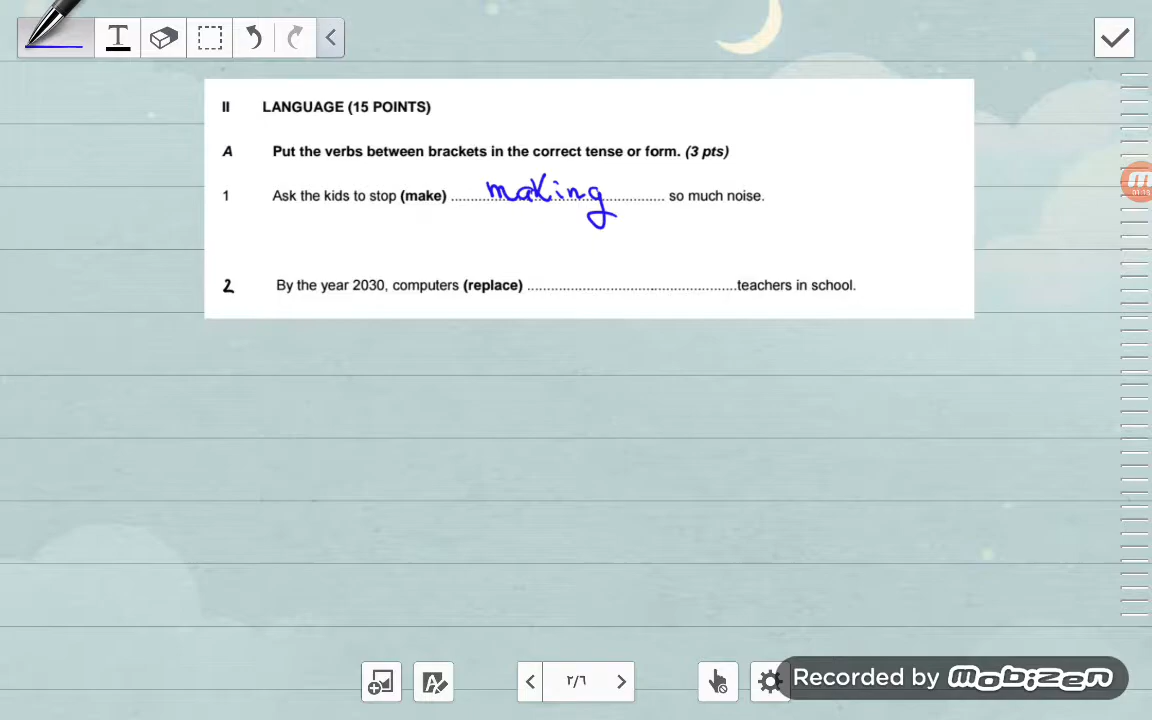 T
II LANGUAGE (15 POINTS)
A Put the verbs between brackets in the correct tense or form. (3 pts)
1 Ask the kids to stop (make) ......making...... so much noise.
2 By the year 2030, computers (replace) ....................................................teachers in school.
٢/٦
Recorded by mobizen